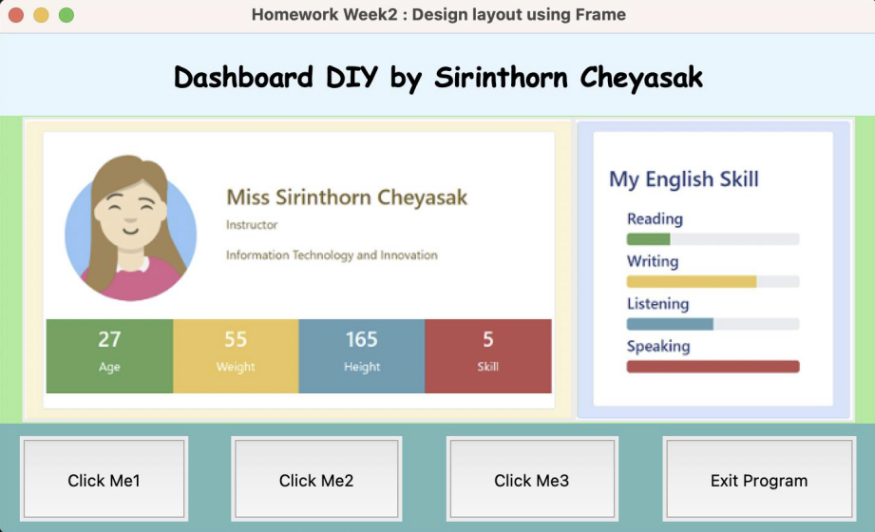 Homework Week2 : Design layout using Frame
Dashboard DIY by Sirinthorn Cheyasak
Miss Sirinthorn Cheyasak
Instructor
Information Technology and Innovation
27
Age
55
Weight
165
Height
5
Skill
My English Skill
Reading
Writing
Listening
Speaking
Click Me1
Click Me2
Click Me3
Exit Program